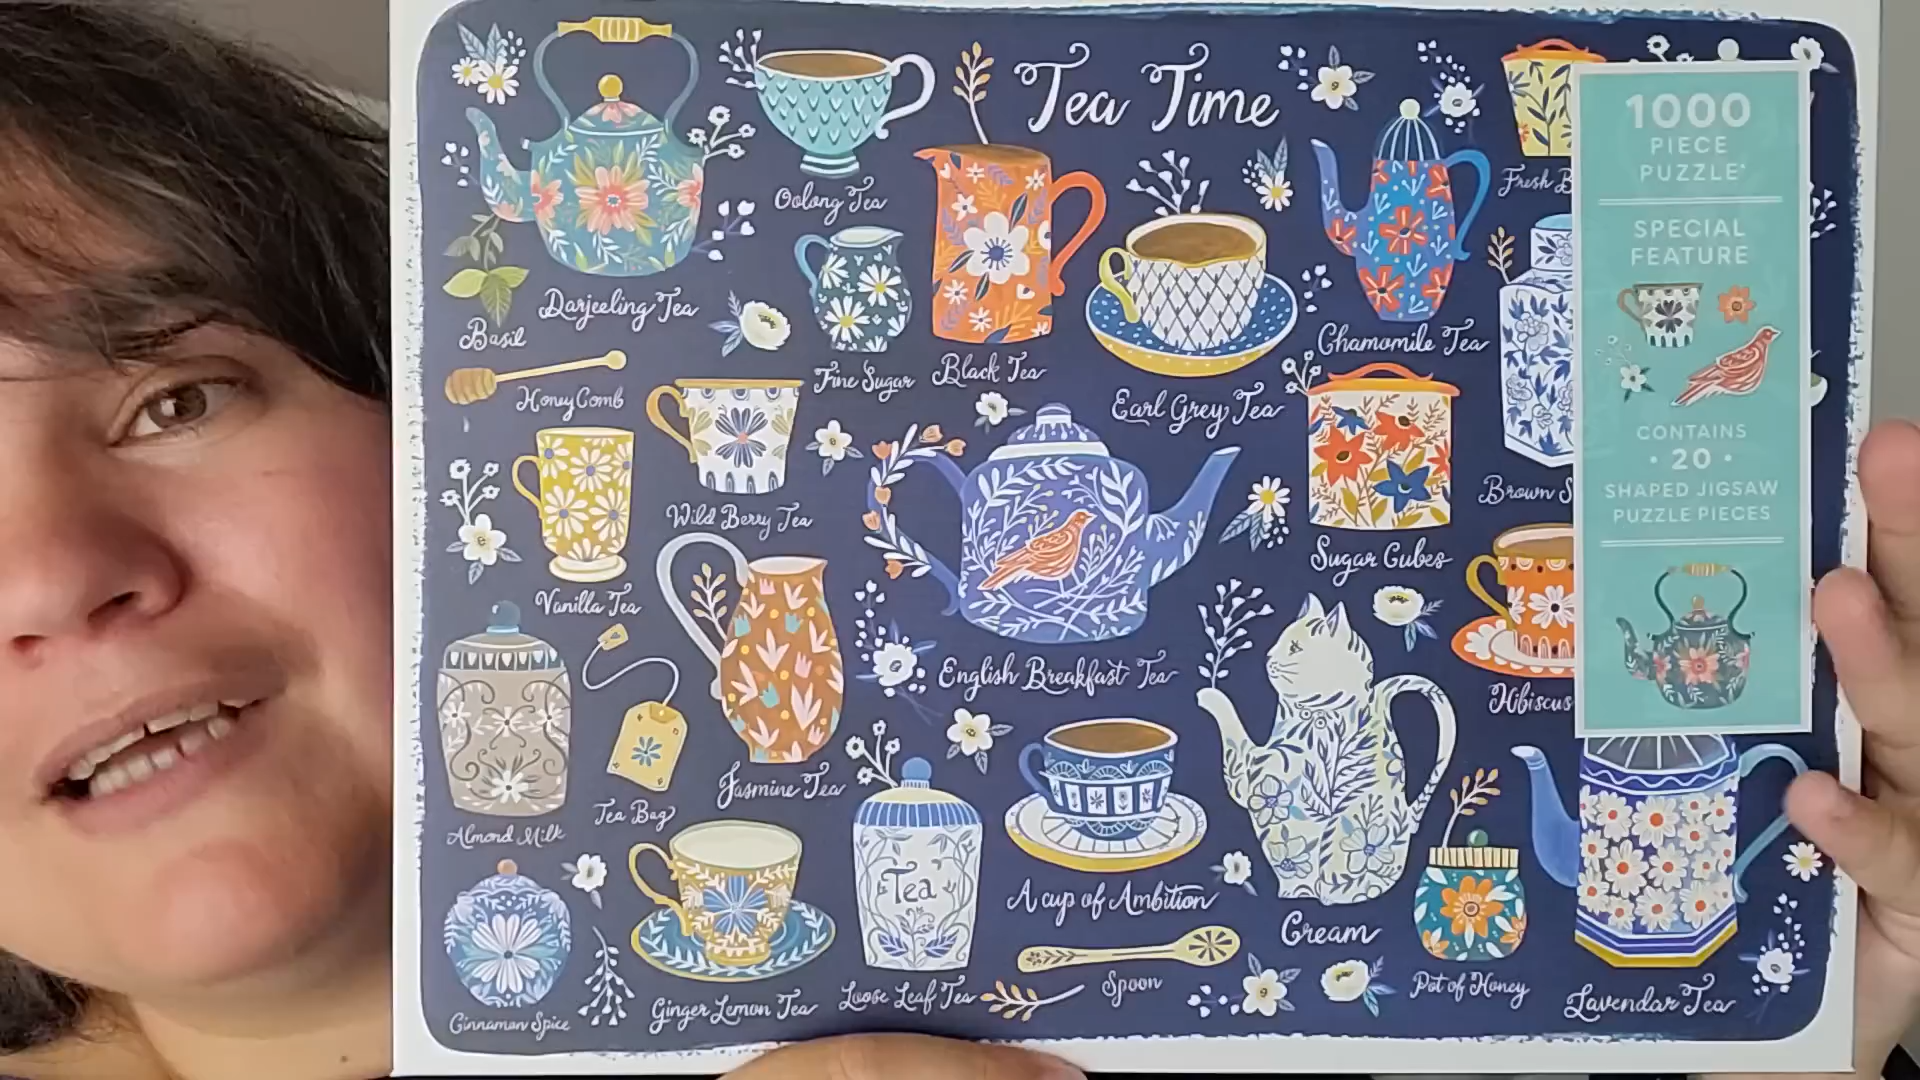 Tea Time
Oolong Tea
Fresh B
Darjeeling Tea
Basil
Honey Comb
Fine Sugar
Black Tea
Earl Grey Tea
Chamomile Tea
Wild Berry Tea
Vanilla Tea
Brown S
Sugar Cubes
Hibiscus
English Breakfast Tea
Jasmine Tea
Tea Bag
Almond Milk
Tea
A cup of Ambition
Cream
Pot of Honey
Lavendar Tea
Spoon
Loose Leaf Tea
Ginger Lemon Tea
Cinnamon Spice
1000
PIECE
PUZZLE*
SPECIAL
FEATURE
CONTAINS
• 20 •
SHAPED JIGSAW
PUZZLE PIECES